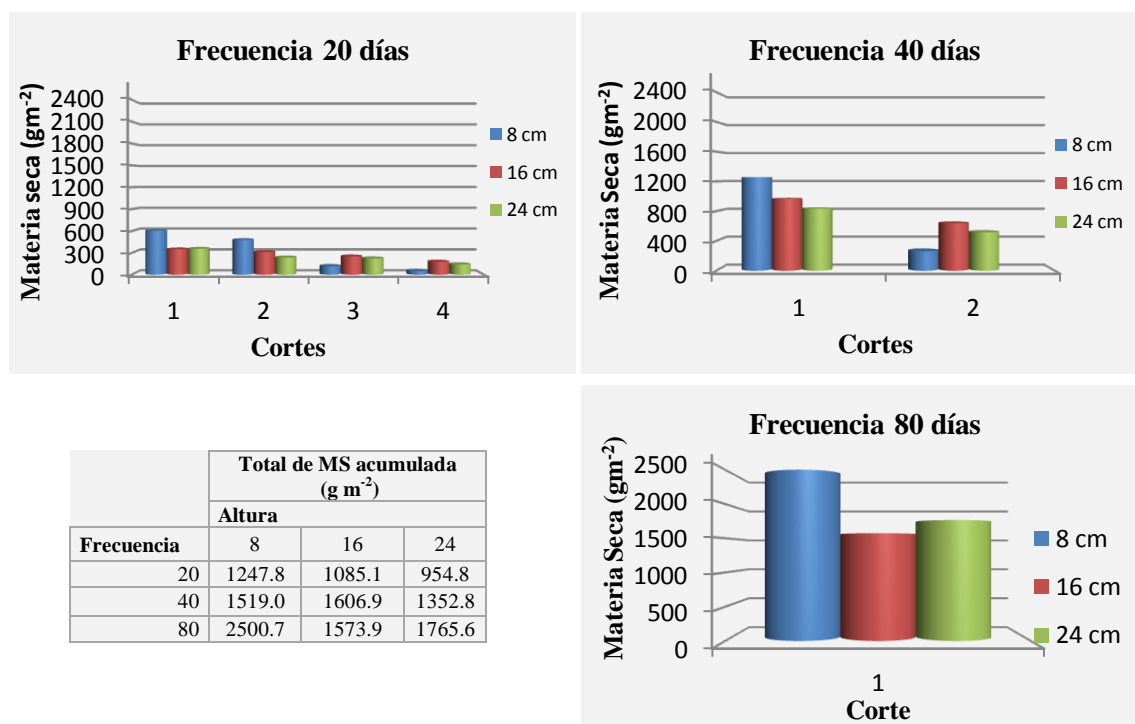 Frecuencia 20 días
Materia seca (gm-2)
2400
2100
1800
1500
1200
900
600
300
0
1 2 3 4
Cortes
8 cm
16 cm
24 cm
Frecuencia 40 días
Materia Seca (gm-2)
2400
2000
1600
1200
800
400
0
1 2
Cortes
8 cm
16 cm
24 cm
Total de MS acumulada
(g m-2)
Altura
Frecuencia 8 16 24
20 1247.8 1085.1 954.8
40 1519.0 1606.9 1352.8
80 2500.7 1573.9 1765.6
Frecuencia 80 días
Materia Seca (gm-2)
2500
2000
1500
1000
500
0
1
Corte
8 cm
16 cm
24 cm